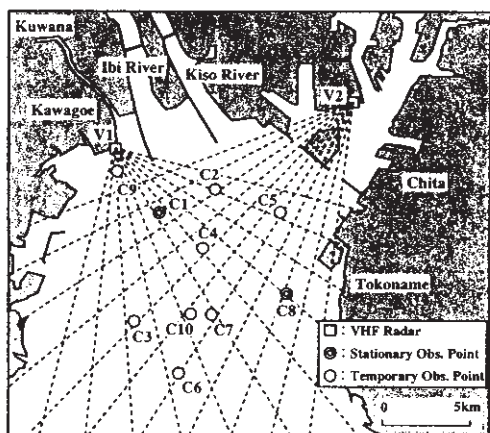 Kuwana
Ibi River
Kiso River
Kawagoe
V1
V2
C9
C2
C1
C5
Chita
C4
Tokoname
C3
C10
C7
C8
C6
: VHF Radar
: Stationary Obs. Point
: Temporary Obs. Point
0 5km